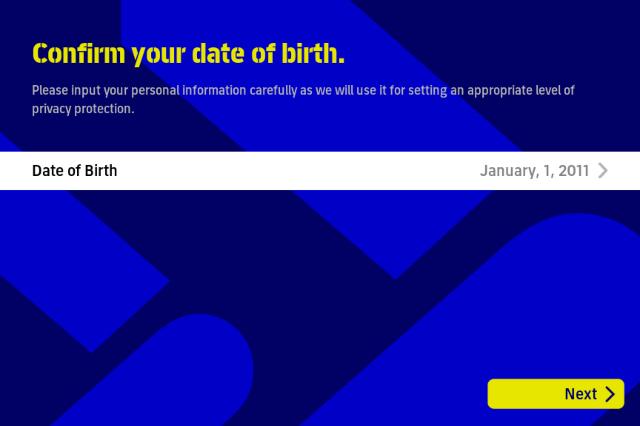 Confirm your date of birth.
Please input your personal information carefully as we will use it for setting an appropriate level of
privacy protection.
Date of Birth January, 1, 2011
Next